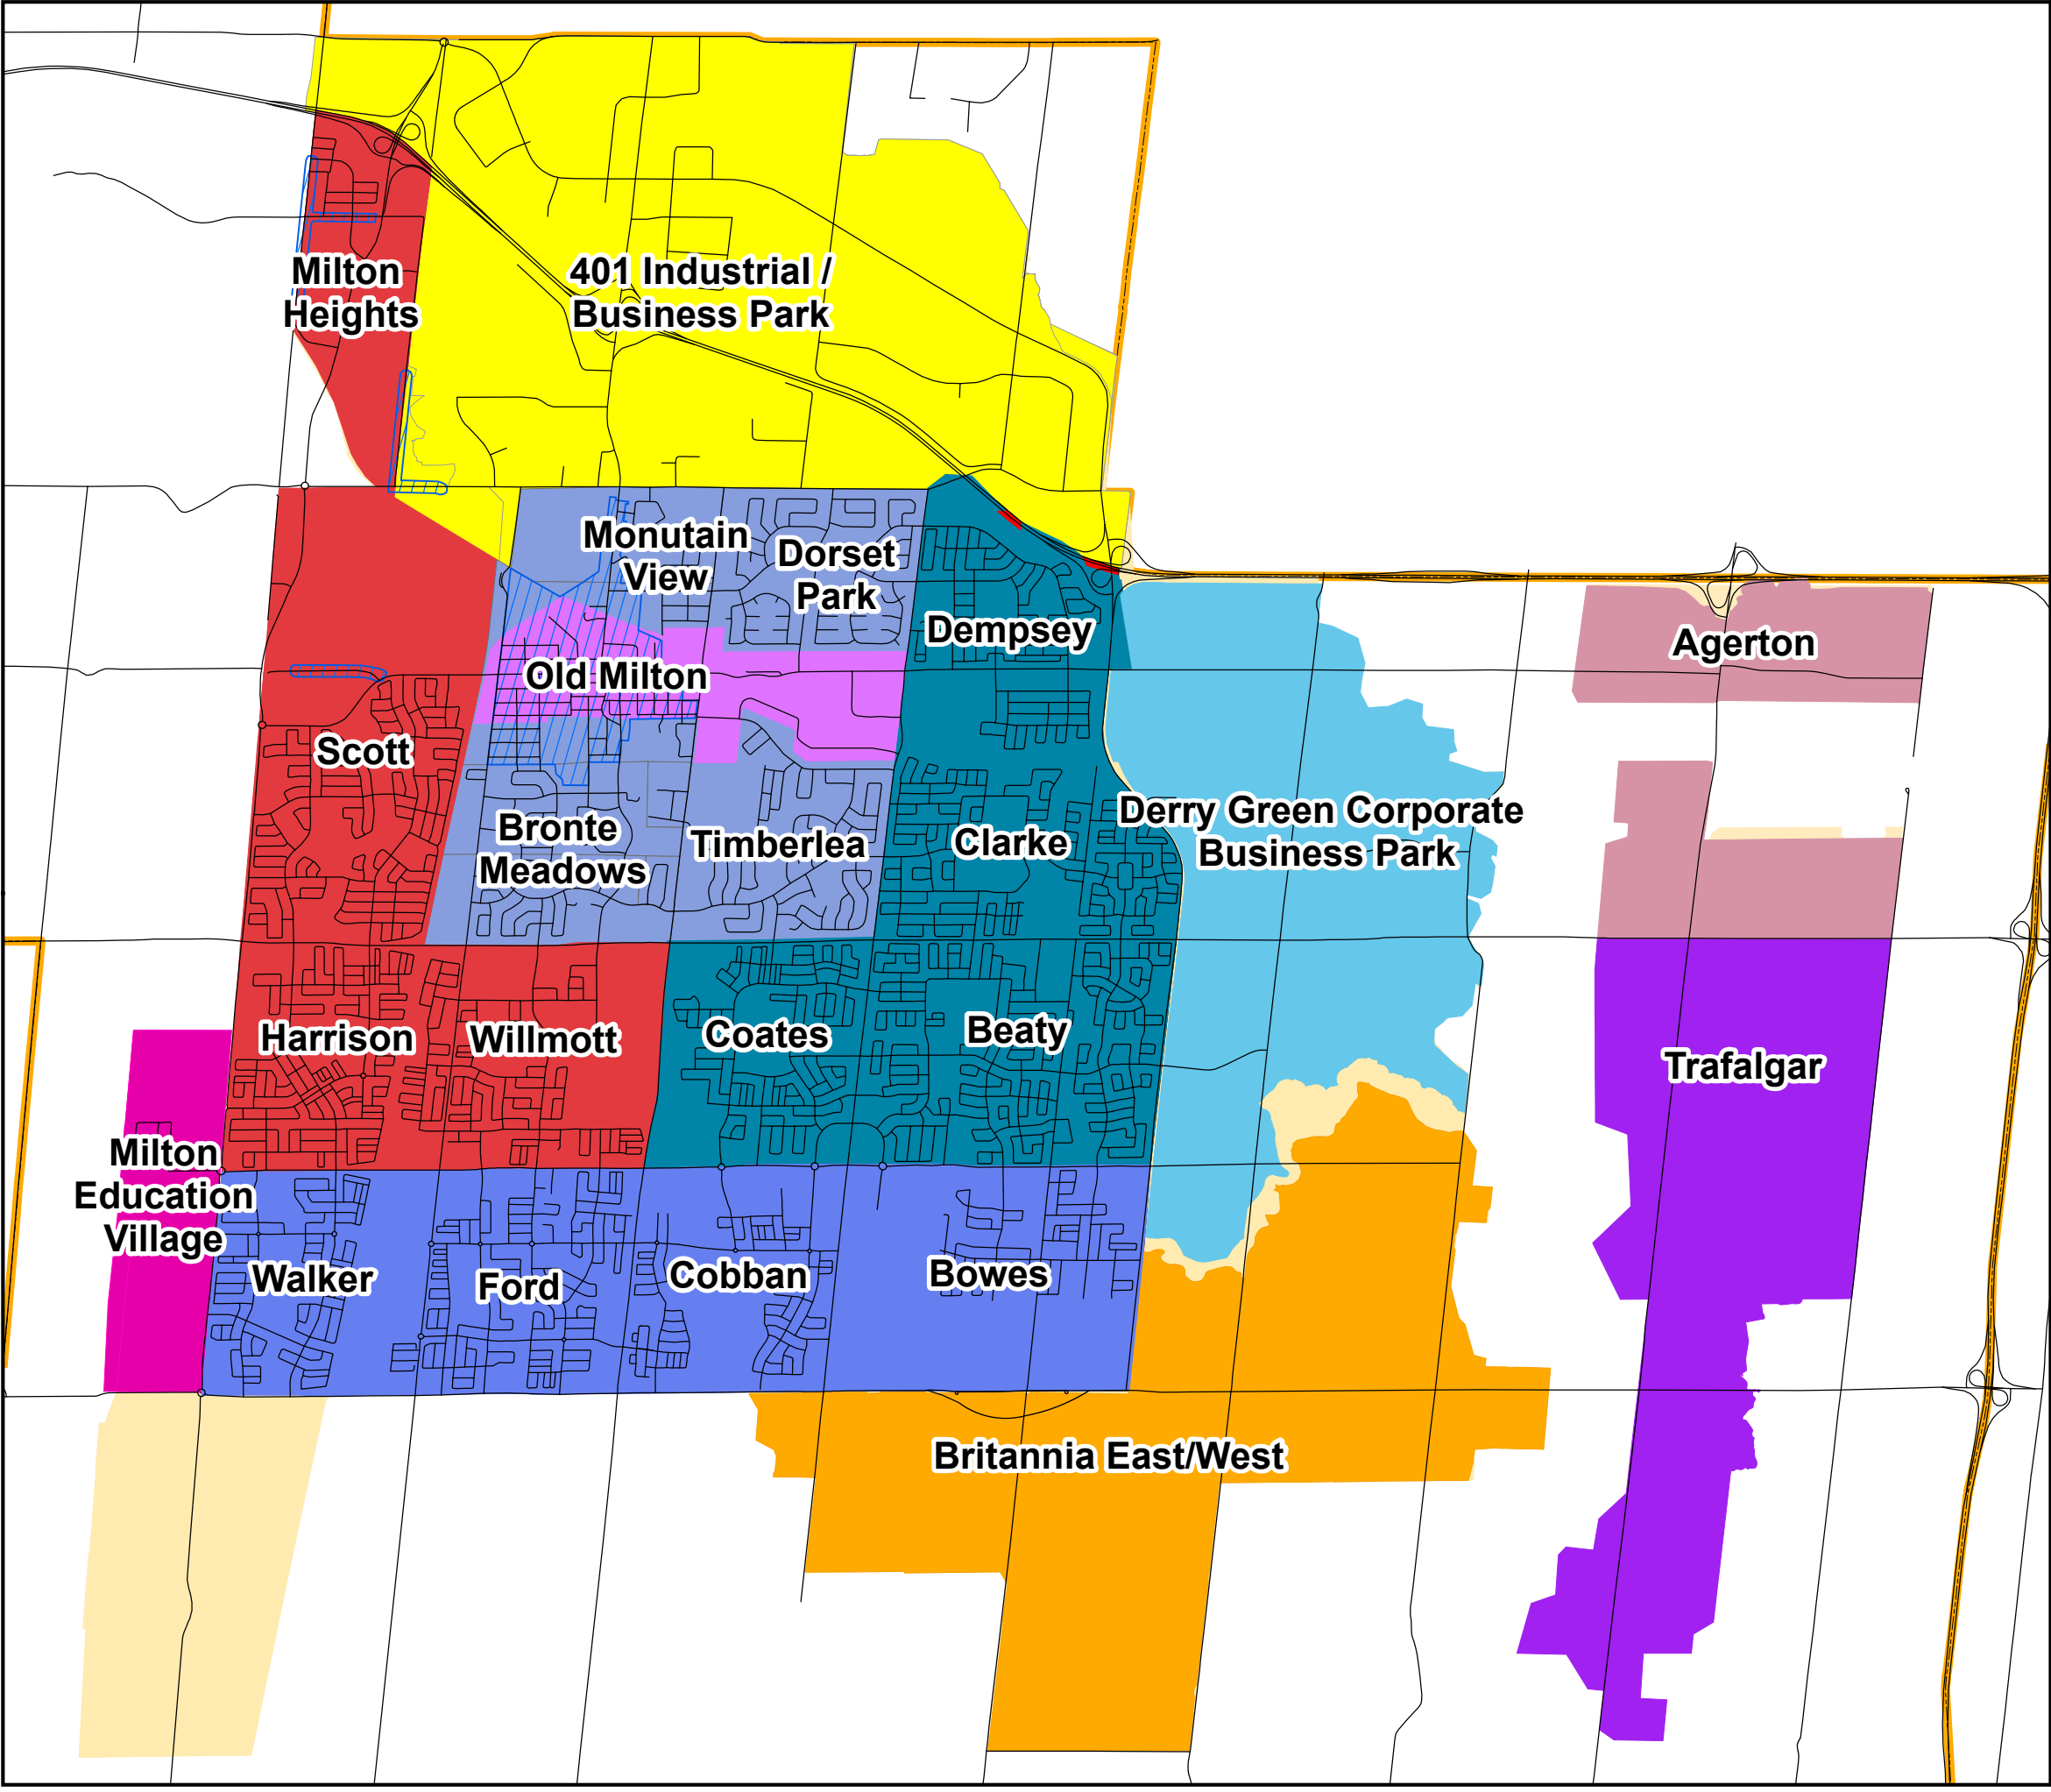 Milton
Heights
401 Industrial /
Business Park
Monutain
View
Dorset
Park
Dempsey
Agerton
Old Milton
Scott
Bronte
Meadows
Timberlea
Clarke
Derry Green Corporate
Business Park
Harrison
Willmott
Coates
Beaty
Trafalgar
Milton
Education
Village
Walker
Ford
Cobban
Bowes
Britannia East/West